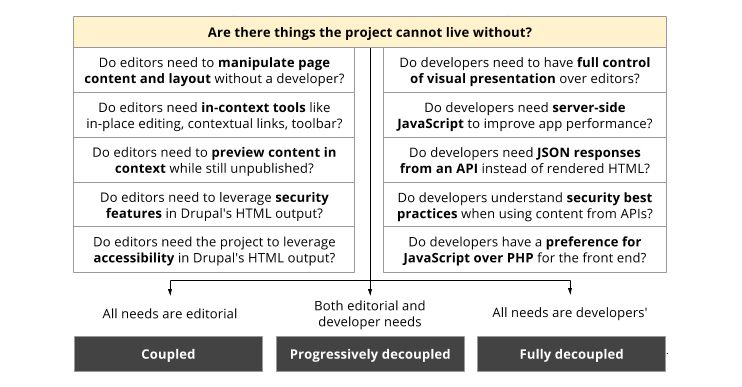 Are there things the project cannot live without?
Do editors need to manipulate page
content and layout without a developer?
Do editors need in-context tools like
in-place editing, contextual links, toolbar?
Do editors need to preview content in
context while still unpublished?
Do editors need to leverage security
features in Drupal's HTML output?
Do editors need the project to leverage
accessibility in Drupal's HTML output?
Do developers need to have full control
of visual presentation over editors?
Do developers need server-side
JavaScript to improve app performance?
Do developers need JSON responses
from an API instead of rendered HTML?
Do developers understand security best
practices when using content from APIs?
Do developers have a preference for
JavaScript over PHP for the front end?
All needs are editorial
Both editorial and
developer needs
All needs are developers'
Coupled
Progressively decoupled
Fully decoupled